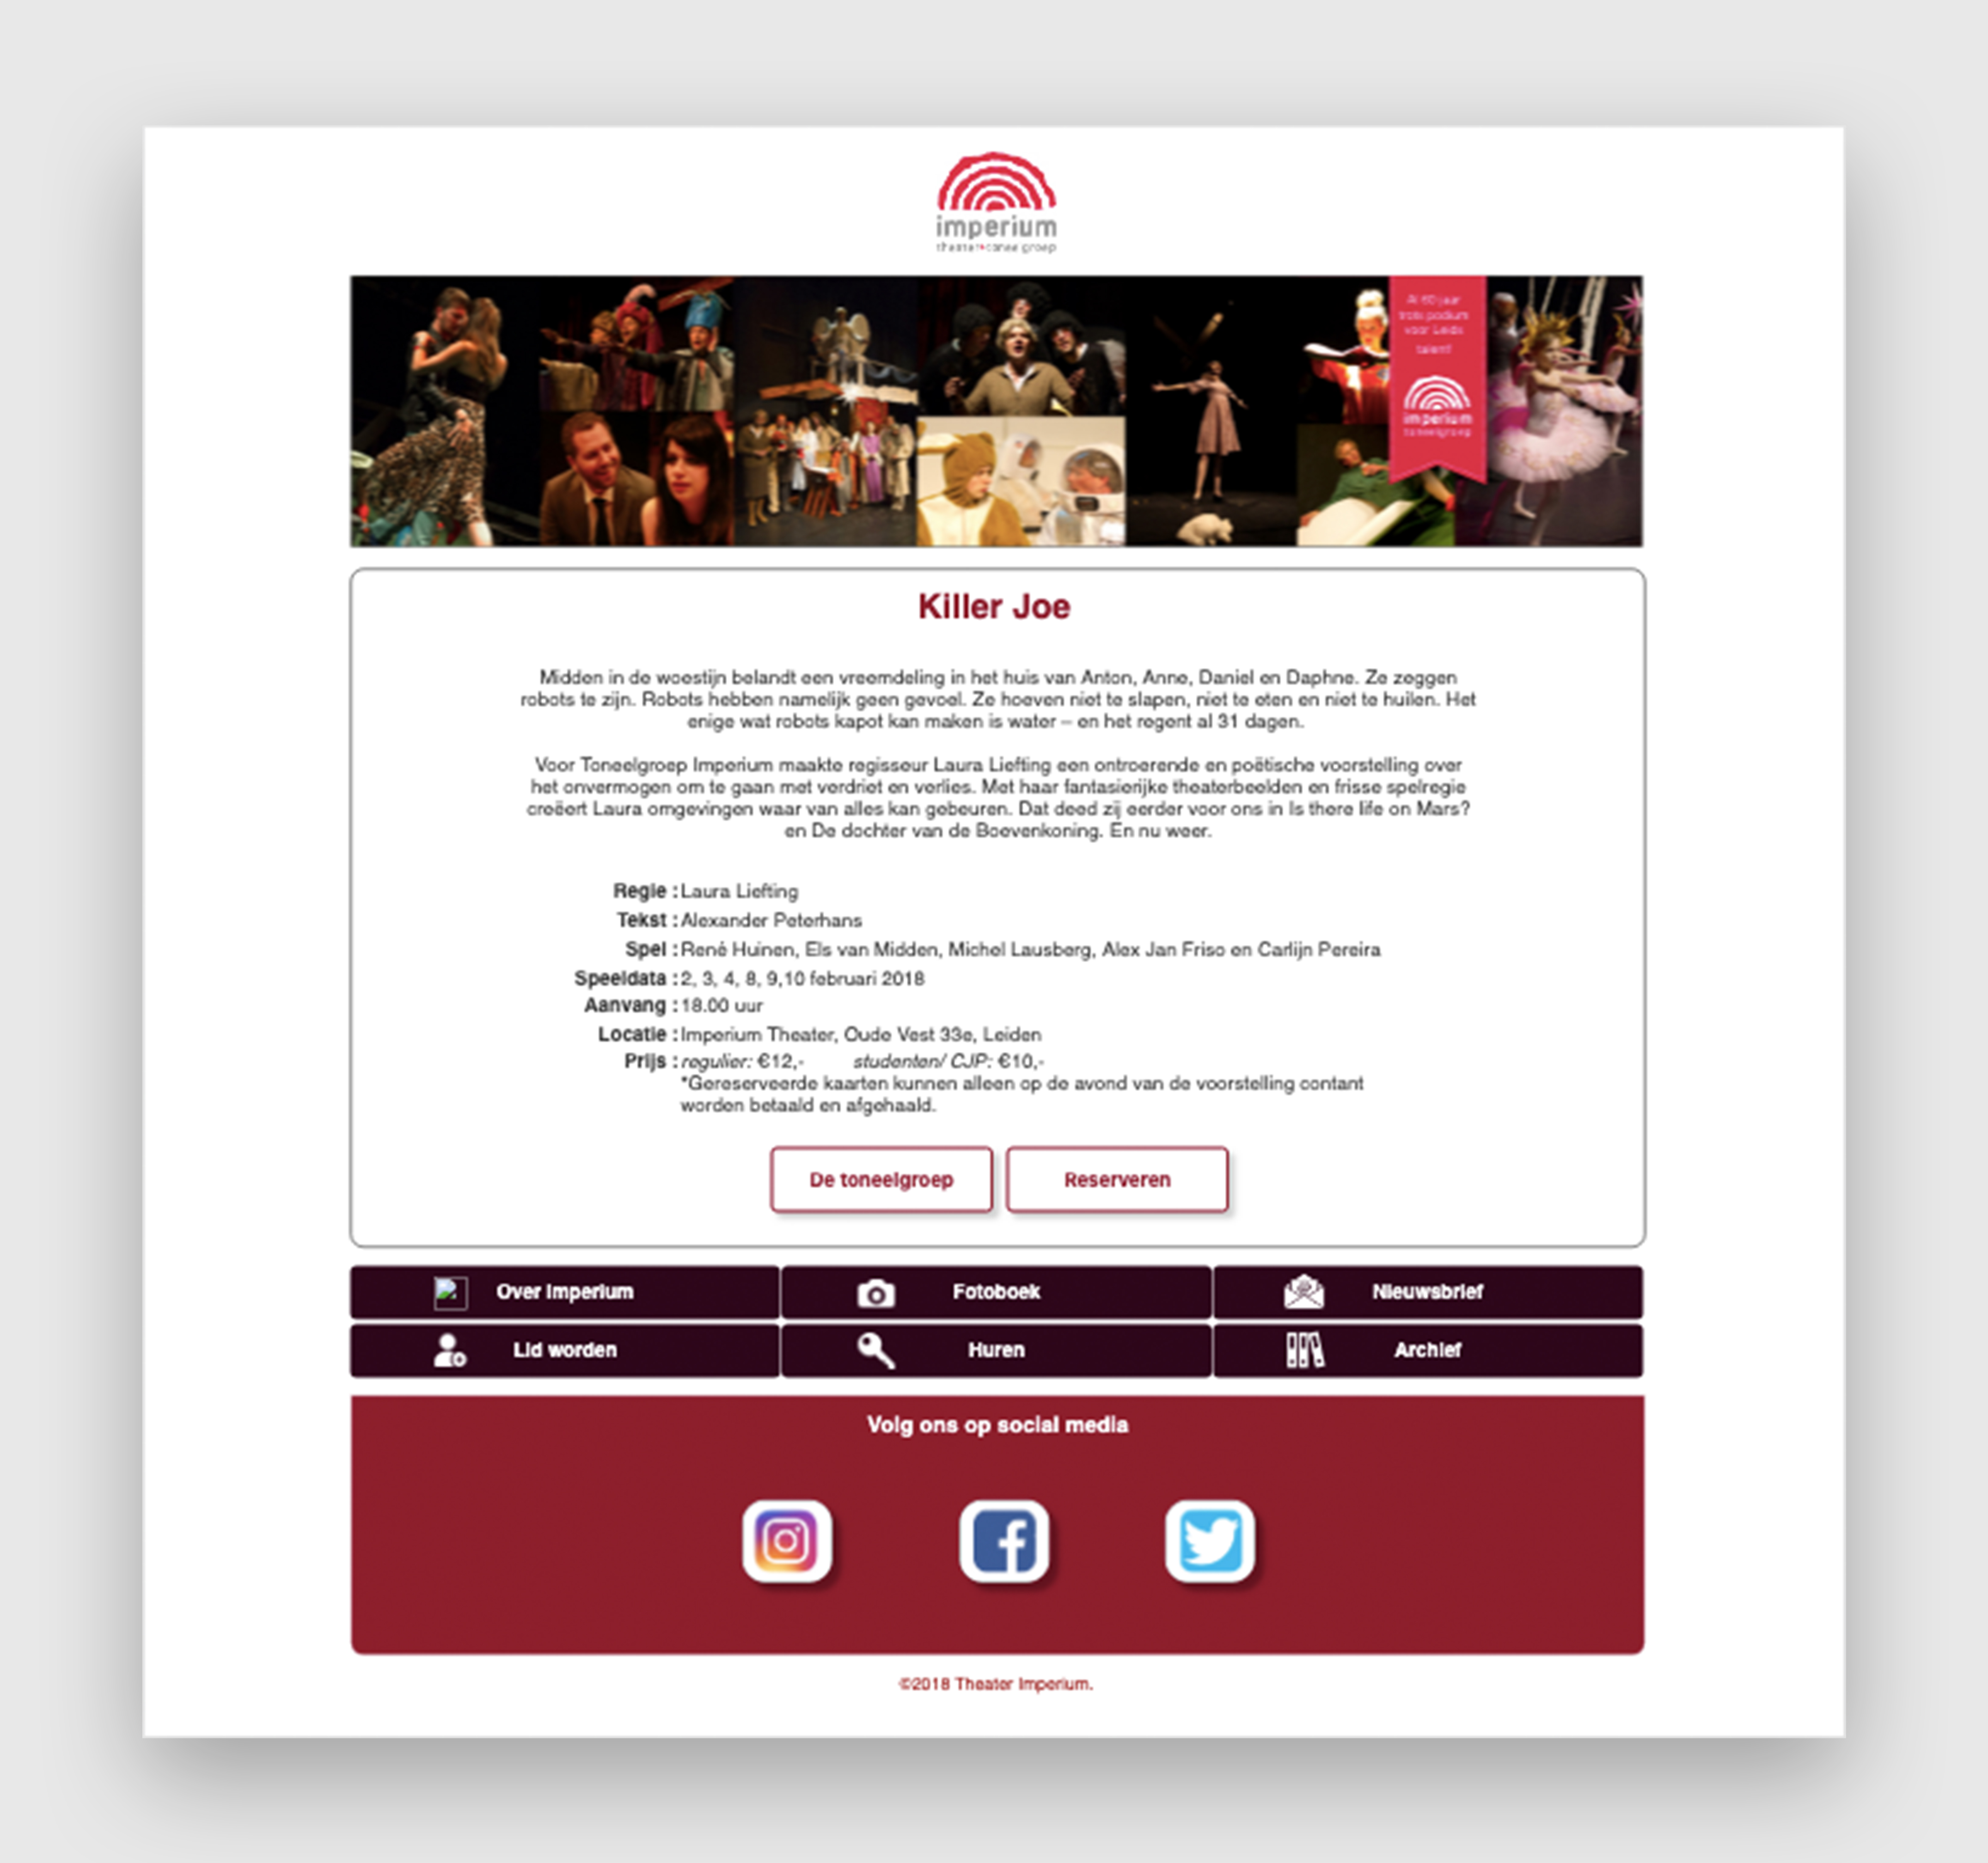 imperium
theater•toneelgroep
Al 60 jaar
trots podium
voor Leids
talent!
imperium
toneelgroep
Killer Joe
Midden in de woestijn belandt een vreemdeling in het huis van Anton, Anne, Daniel en Daphne. Ze zeggen
robots te zijn. Robots hebben namelijk geen gevoel. Ze hoeven niet te slapen, niet te eten en niet te huilen. Het
enige wat robots kapot kan maken is water – en het regent al 31 dagen.
Voor Toneelgroep Imperium maakte regisseur Laura Liefting een ontroerende en poëtische voorstelling over
het onvermogen om te gaan met verdriet en verlies. Met haar fantasierijke theaterbeelden en frisse spelregie
creëert Laura omgevingen waar van alles kan gebeuren. Dat deed zij eerder voor ons in Is there life on Mars?
en De dochter van de Boevenkoning. En nu weer.
Regie : Laura Liefting
Tekst : Alexander Peterhans
Spel : René Huinen, Els van Midden, Michel Lausberg, Alex Jan Friso en Carlijn Pereira
Speeldata : 2, 3, 4, 8, 9,10 februari 2018
Aanvang : 18.00 uur
Locatie : Imperium Theater, Oude Vest 33e, Leiden
Prijs : regulier: €12,- studenten/ CJP: €10,-
*Gereserveerde kaarten kunnen alleen op de avond van de voorstelling contant
worden betaald en afgehaald.
De toneelgroep Reserveren
Over Imperium Fotoboek Nieuwsbrief
Lid worden Huren Archief
Volg ons op social media
©2018 Theater Imperium.